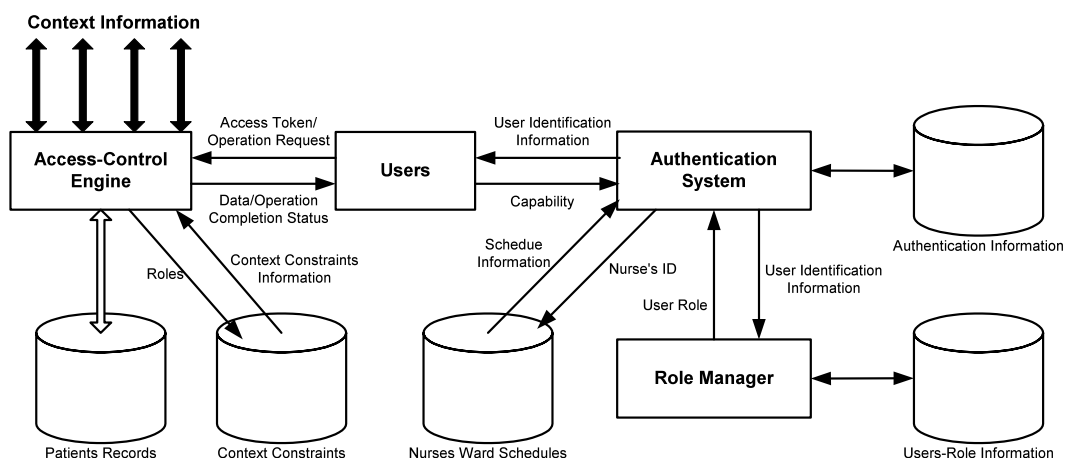 Context Information
Access Token/
Operation Request
User Identification
Information
Access-Control
Engine
Users
Authentication
System
Data/Operation
Completion Status
Capability
Authentication Information
Roles
Context Constraints
Information
Schedue
Information
Nurse's ID
User Role
User Identification
Information
Role Manager
Patients Records
Context Constraints
Nurses Ward Schedules
Users-Role Information